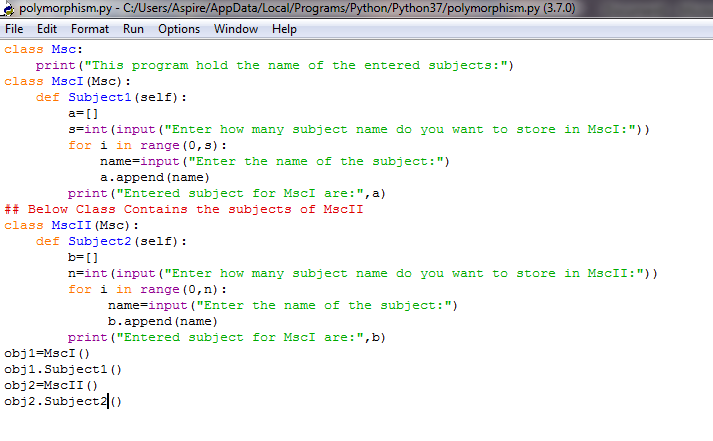 polymorphism.py - C:/Users/Aspire/AppData/Local/Programs/Python/Python37/polymorphism.py (3.7.0)
File Edit Format Run Options Window Help
class Msc:
    print("This program hold the name of the entered subjects:")
class MscI(Msc):
    def Subject1(self):
        a=[]
        s=int(input("Enter how many subject name do you want to store in MscI:"))
        for i in range(0,s):
            name=input("Enter the name of the subject:")
            a.append(name)
        print("Entered subject for MscI are:",a)
## Below Class Contains the subjects of MscII
class MscII(Msc):
    def Subject2(self):
        b=[]
        n=int(input("Enter how many subject name do you want to store in MscII:"))
        for i in range(0,n):
             name=input("Enter the name of the subject:")
             b.append(name)
        print("Entered subject for MscI are:",b)
obj1=MscI()
obj1.Subject1()
obj2=MscII()
obj2.Subject2()